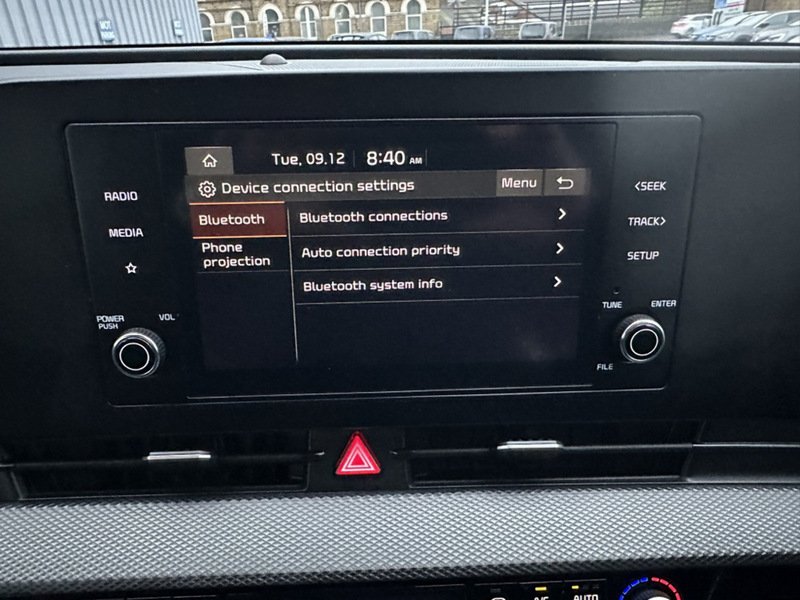 Tue, 09.12 8:40 AM
Device connection settings Menu
Bluetooth
Phone
projection
Bluetooth connections
Auto connection priority
Bluetooth system info
RADIO
MEDIA
POWER
PUSH
VOL
<SEEK
TRACK>
SETUP
TUNE
ENTER
FILE
AUTO